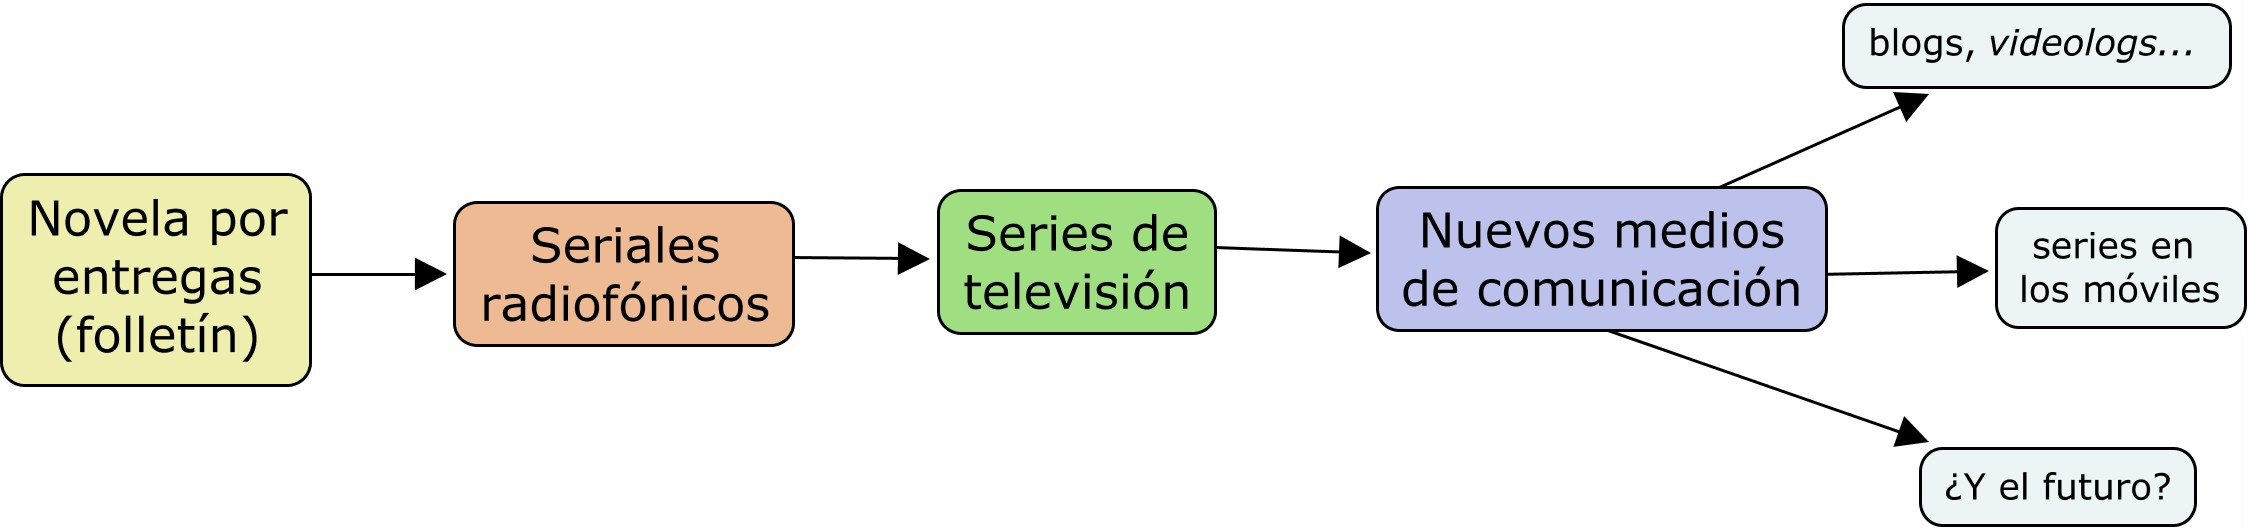 Novela por
entregas
(folletín)
Seriales
radiofónicos
Series de
televisión
Nuevos medios
de comunicación
blogs, videologs...
series en
los móviles
¿Y el futuro?